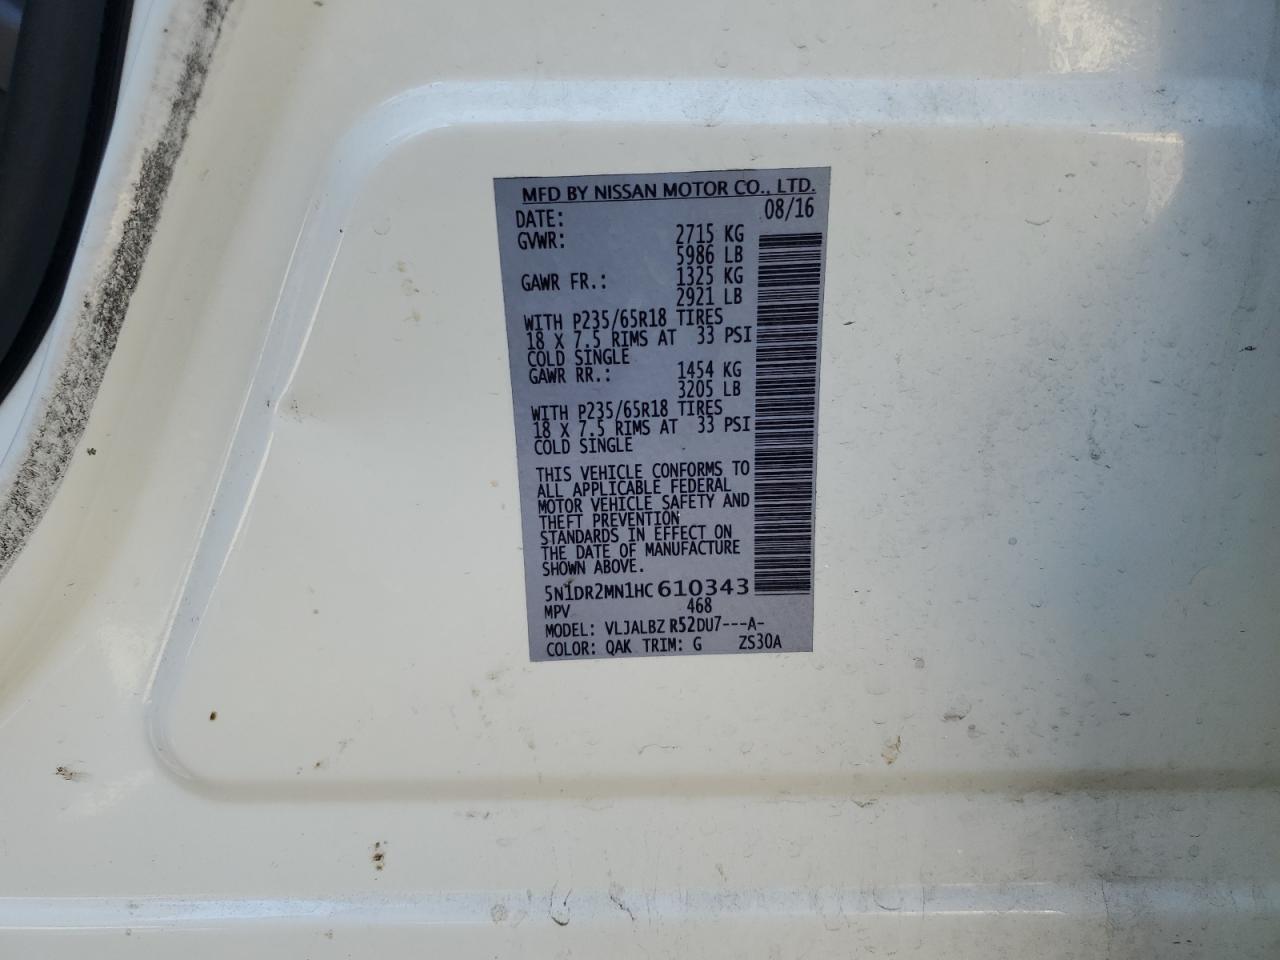 MFD BY NISSAN MOTOR CO., LTD.
DATE: 08/16
GVWR: 2715 KG
5986 LB
GAWR FR.: 1325 KG
2921 LB
WITH P235/65R18 TIRES
18 X 7.5 RIMS AT 33 PSI
COLD SINGLE
GAWR RR.: 1454 KG
3205 LB
WITH P235/65R18 TIRES
18 X 7.5 RIMS AT 33 PSI
COLD SINGLE
THIS VEHICLE CONFORMS TO
ALL APPLICABLE FEDERAL
MOTOR VEHICLE SAFETY AND
THEFT PREVENTION
STANDARDS IN EFFECT ON
THE DATE OF MANUFACTURE
SHOWN ABOVE.
5N1DR2MN1HC610343
MPV 468
MODEL: VLJALBZ R52DU7---A-
COLOR: QAK TRIM: G ZS30A